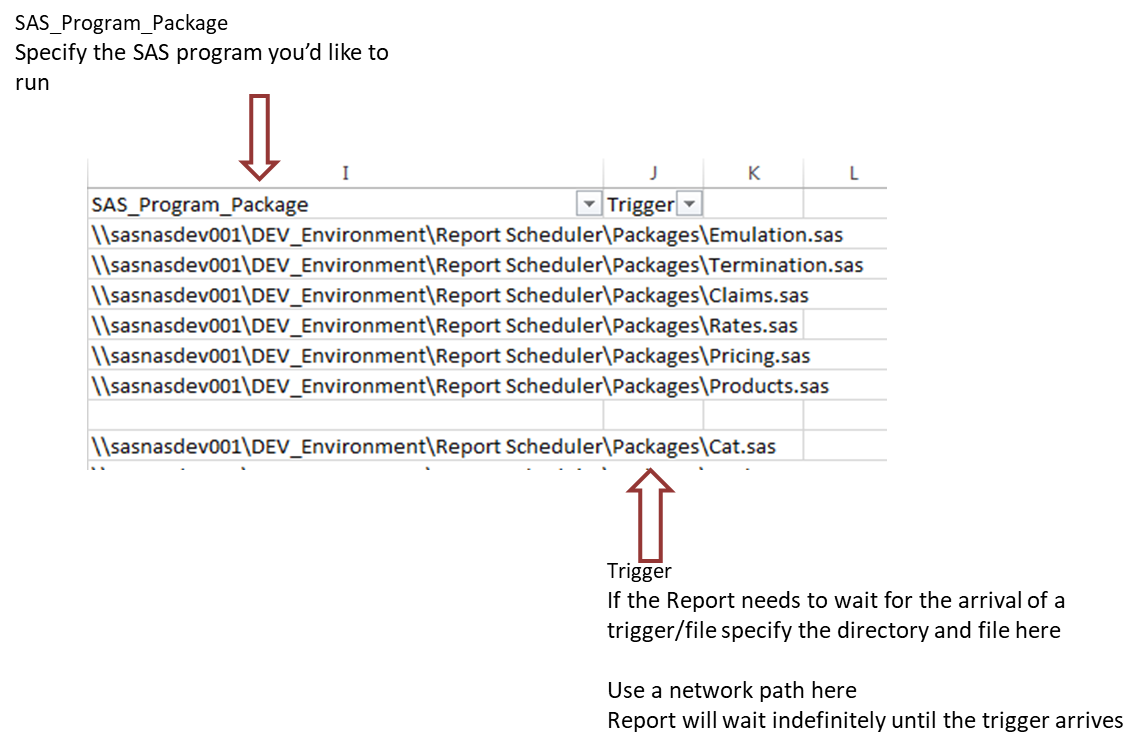 SAS_Program_Package
Specify the SAS program you’d like to
run
I J K L
SAS_Program_Package Trigger
\\sasnasdev001\DEV_Environment\Report Scheduler\Packages\Emulation.sas
\\sasnasdev001\DEV_Environment\Report Scheduler\Packages\Termination.sas
\\sasnasdev001\DEV_Environment\Report Scheduler\Packages\Claims.sas
\\sasnasdev001\DEV_Environment\Report Scheduler\Packages\Rates.sas
\\sasnasdev001\DEV_Environment\Report Scheduler\Packages\Pricing.sas
\\sasnasdev001\DEV_Environment\Report Scheduler\Packages\Products.sas
\\sasnasdev001\DEV_Environment\Report Scheduler\Packages\Cat.sas
Trigger
If the Report needs to wait for the arrival of a
trigger/file specify the directory and file here
Use a network path here
Report will wait indefinitely until the trigger arrives